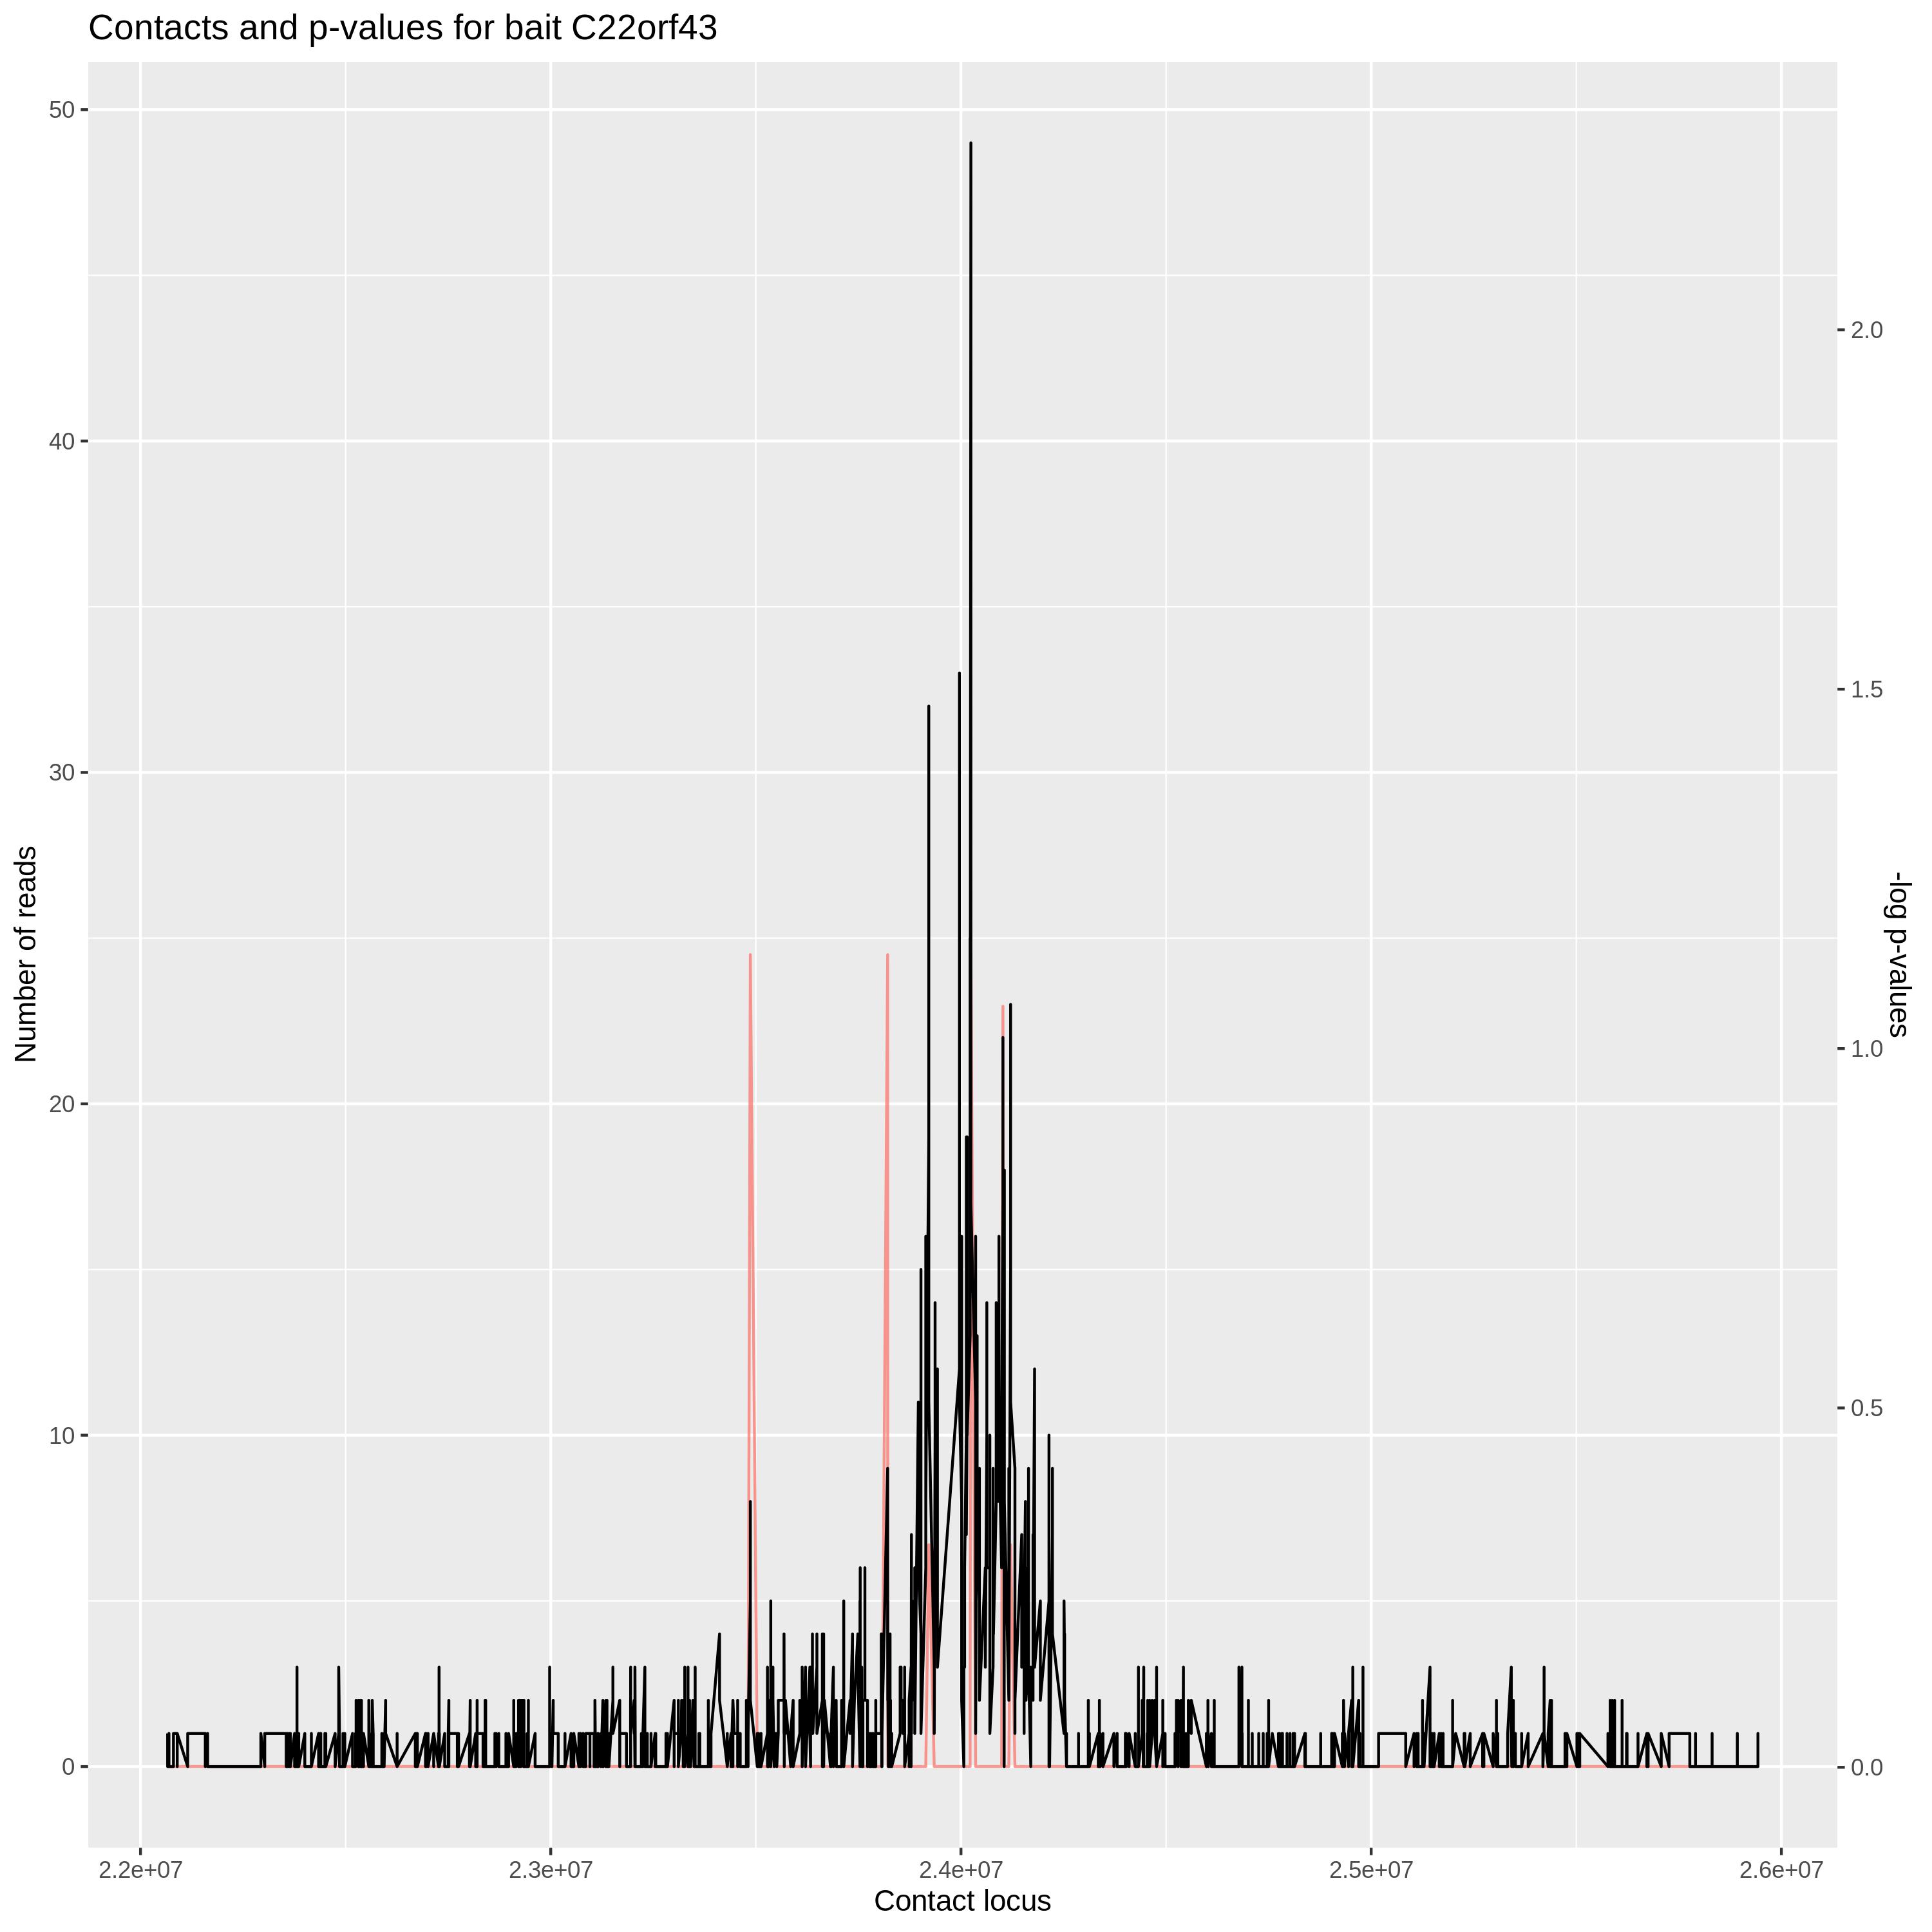 Contacts and p-values for bait C22orf43
50
40
30
20
10
0
Number of reads
2.0
1.5
1.0
0.5
0.0
-log p-values
2.2e+07 2.3e+07 2.4e+07 2.5e+07 2.6e+07
Contact locus